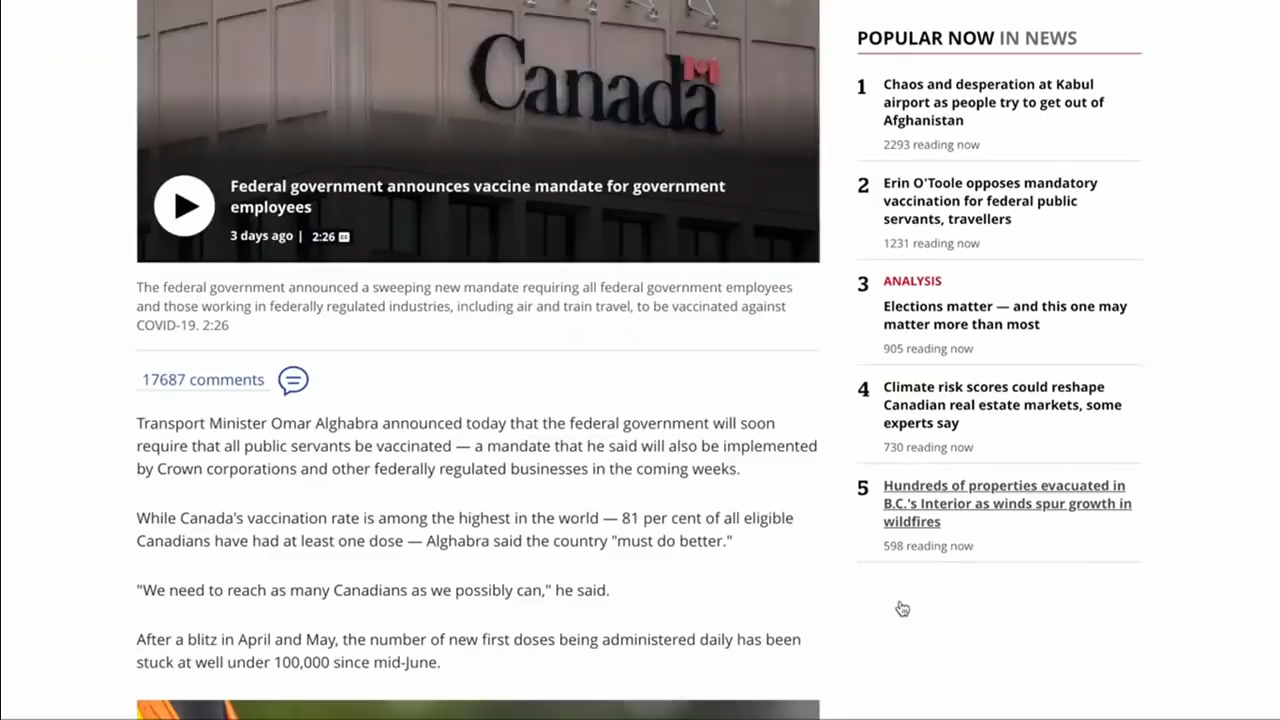 Canada
Federal government announces vaccine mandate for government
employees
3 days ago | 2:26 CC
The federal government announced a sweeping new mandate requiring all federal government employees
and those working in federally regulated industries, including air and train travel, to be vaccinated against
COVID-19. 2:26
17687 comments
Transport Minister Omar Alghabra announced today that the federal government will soon
require that all public servants be vaccinated — a mandate that he said will also be implemented
by Crown corporations and other federally regulated businesses in the coming weeks.
While Canada's vaccination rate is among the highest in the world — 81 per cent of all eligible
Canadians have had at least one dose — Alghabra said the country "must do better."
"We need to reach as many Canadians as we possibly can," he said.
After a blitz in April and May, the number of new first doses being administered daily has been
stuck at well under 100,000 since mid-June.
POPULAR NOW IN NEWS
1 Chaos and desperation at Kabul
airport as people try to get out of
Afghanistan
2293 reading now
2 Erin O'Toole opposes mandatory
vaccination for federal public
servants, travellers
1231 reading now
3 ANALYSIS
Elections matter — and this one may
matter more than most
905 reading now
4 Climate risk scores could reshape
Canadian real estate markets, some
experts say
730 reading now
5 Hundreds of properties evacuated in
B.C.'s Interior as winds spur growth in
wildfires
598 reading now